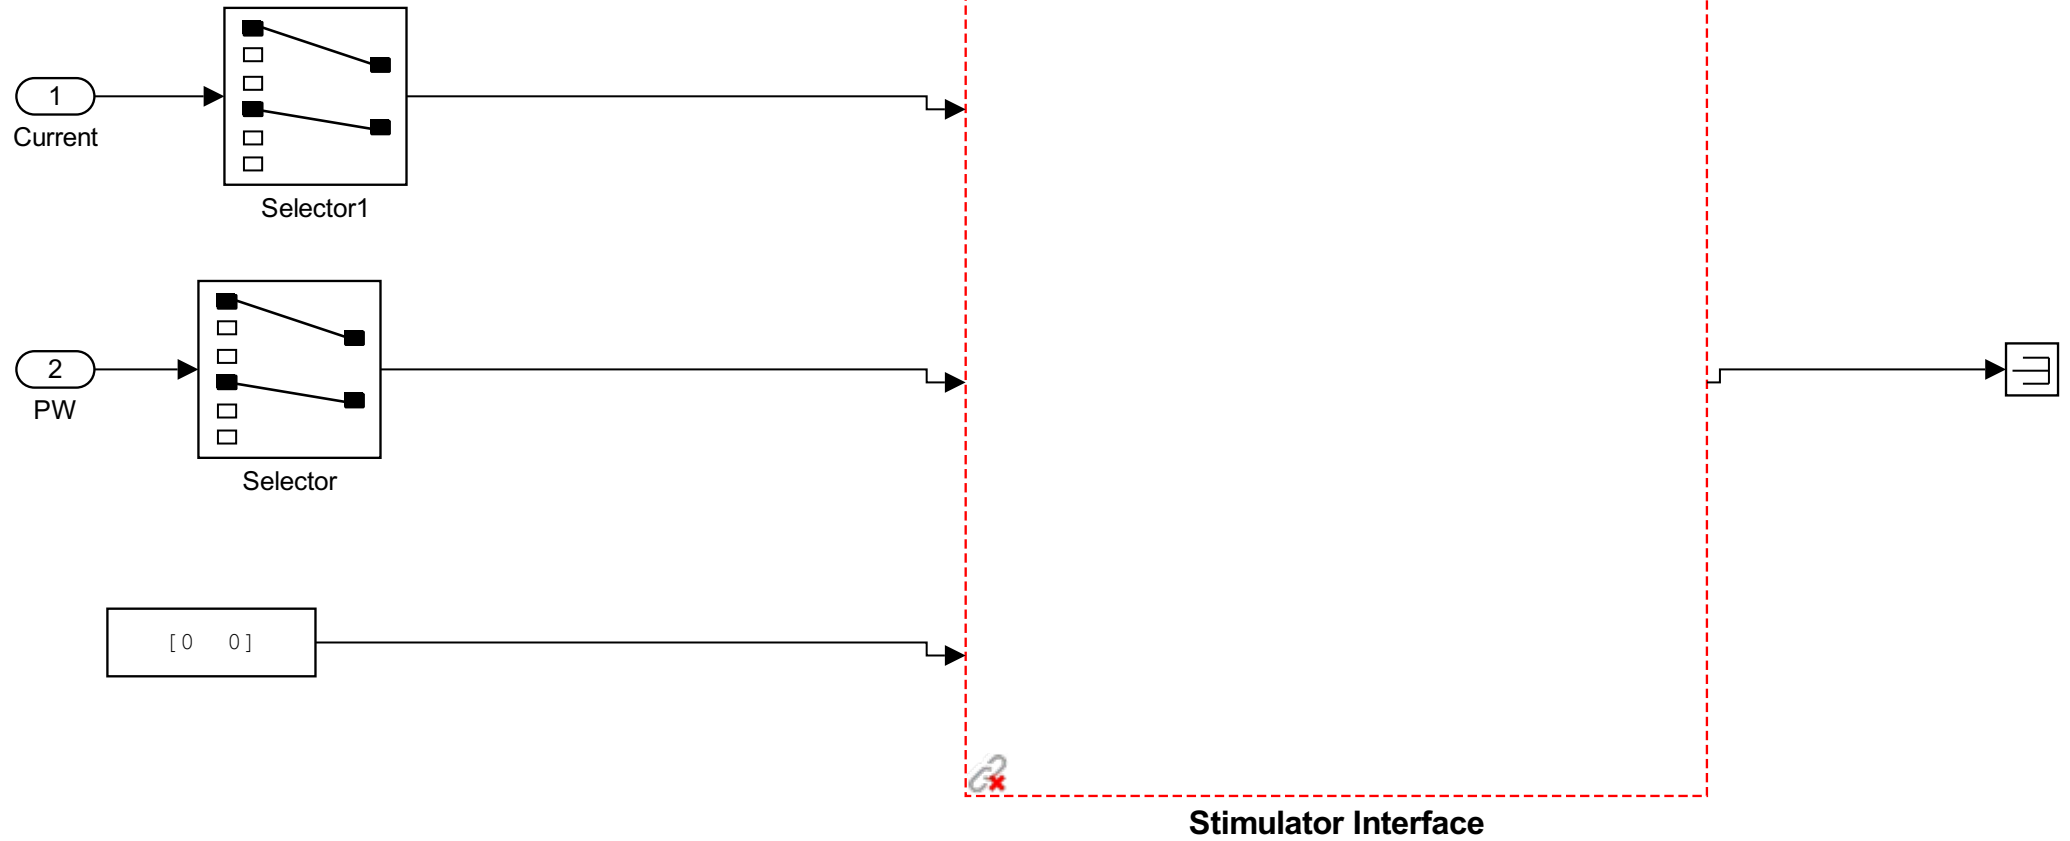 1
Current
Selector1
2
PW
Selector
[0 0]
Stimulator Interface